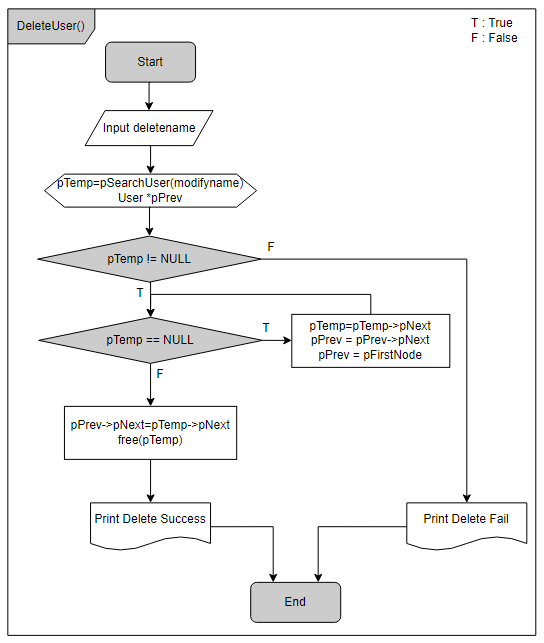 DeleteUser()
T : True
F : False
Start
Input deletename
pTemp=pSearchUser(modifyname)
User *pPrev
pTemp != NULL
F
T
pTemp == NULL
T
pTemp=pTemp->pNext
pPrev = pPrev->pNext
pPrev = pFirstNode
F
pPrev->pNext=pTemp->pNext
free(pTemp)
Print Delete Success
Print Delete Fail
End